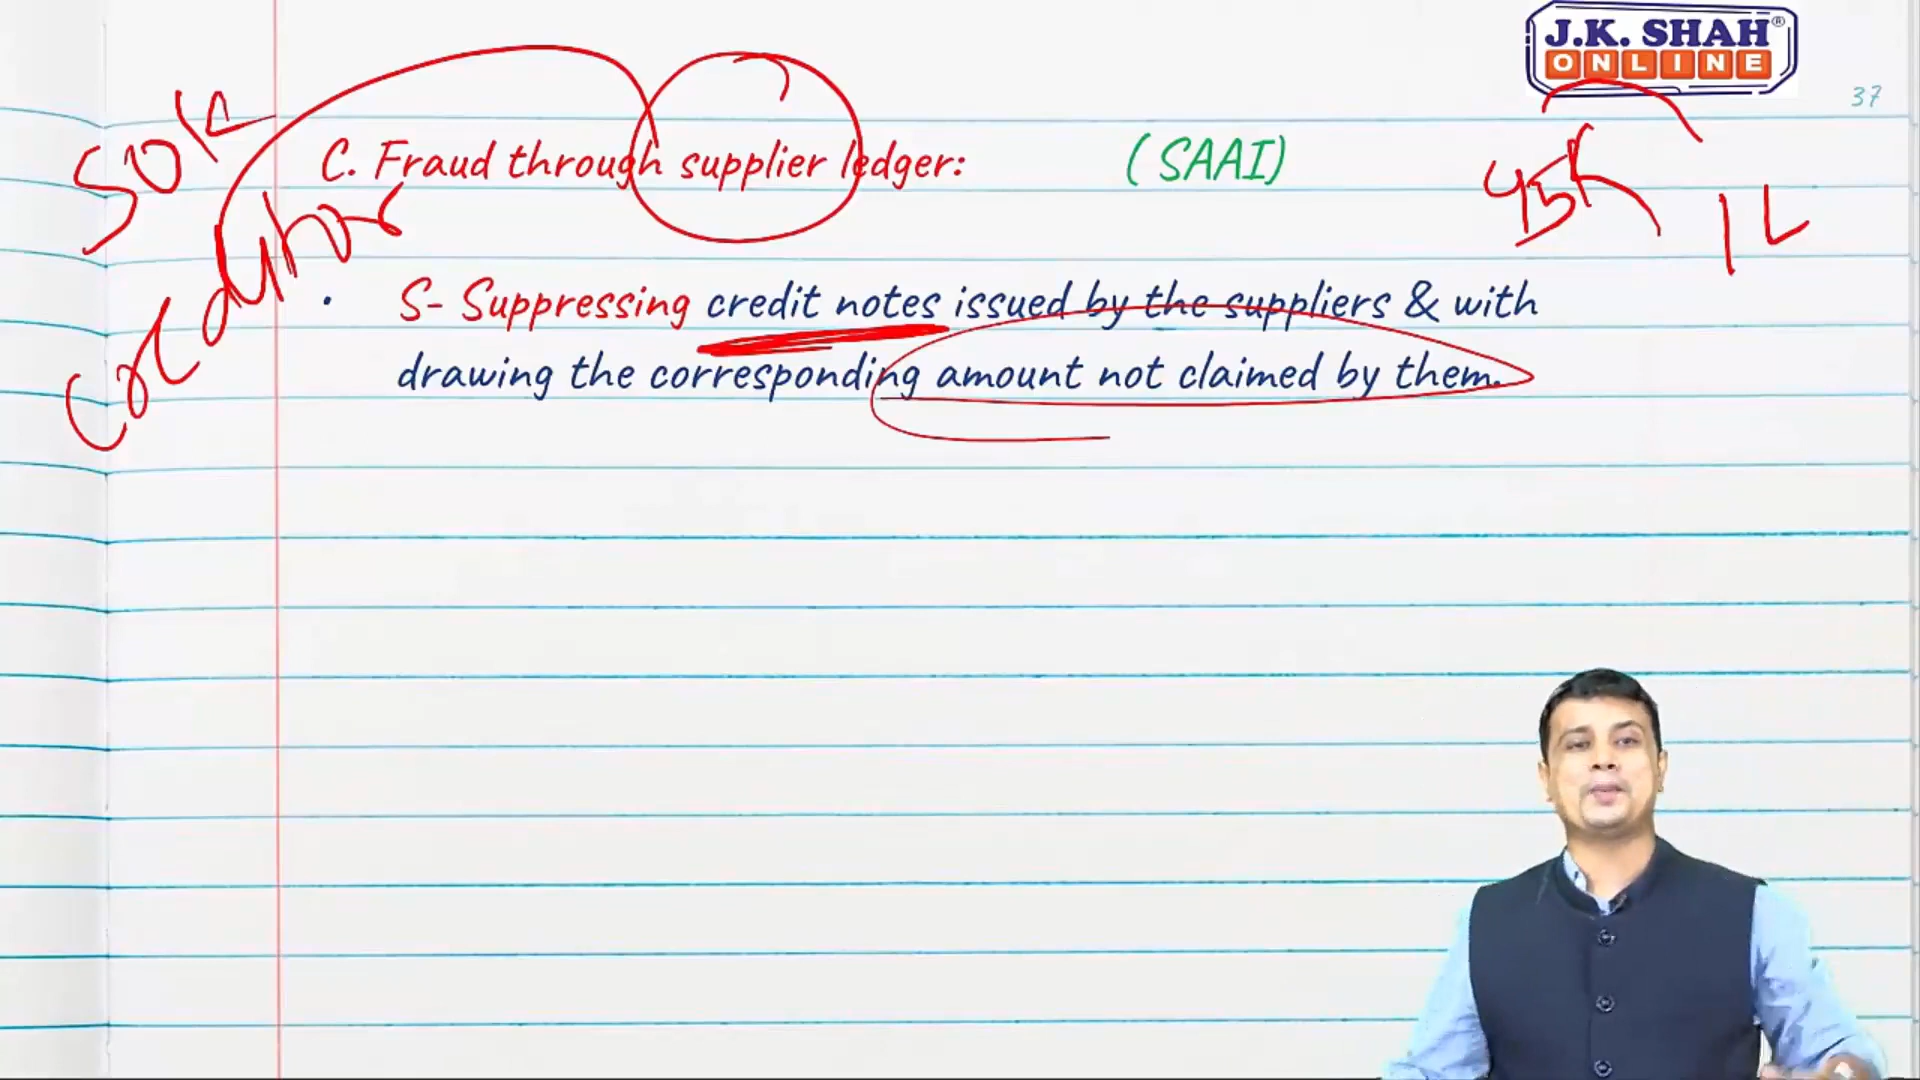 J.K. SHAH®
ONLINE
37
50K
C. Fraud through supplier ledger: (SAAI)
45K
1L
Creditor
• S- Suppressing credit notes issued by the suppliers & with
drawing the corresponding amount not claimed by them.